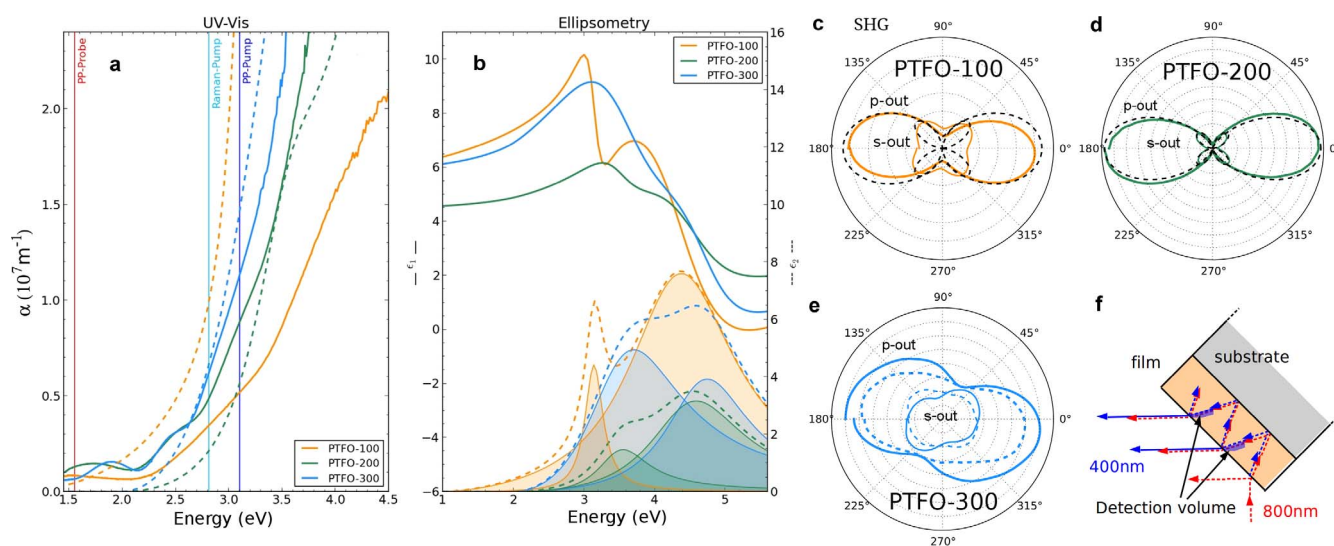 UV-Vis
a
PP-Probe
Raman-Pump
PP-Pump
2.0
1.5
1.0
0.5
0.0
α (10⁷m⁻¹)
PTFO-100
PTFO-200
PTFO-300
1.5 2.0 2.5 3.0 3.5 4.0 4.5
Energy (eV)
Ellipsometry
b
PTFO-100
PTFO-200
PTFO-300
10
8
6
4
2
0
−2
−4
−6
— ϵ₁ —
16
14
12
10
8
6
4
2
0
--- ϵ₂ ---
1 2 3 4 5
Energy (eV)
c SHG
PTFO-100
p-out
s-out
90°
45°
0°
315°
270°
225°
180°
135°
d
PTFO-200
p-out
s-out
90°
45°
0
315°
270°
225°
180°
135°
e
p-out
s-out
PTFO-300
90°
45°
0°
315°
270°
225°
180°
135°
f
film
substrate
400nm
Detection volume
800nm